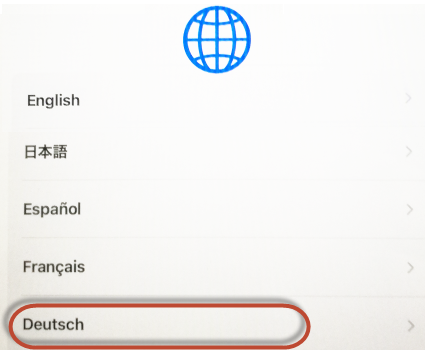 English
日本語
Español
Français
Deutsch